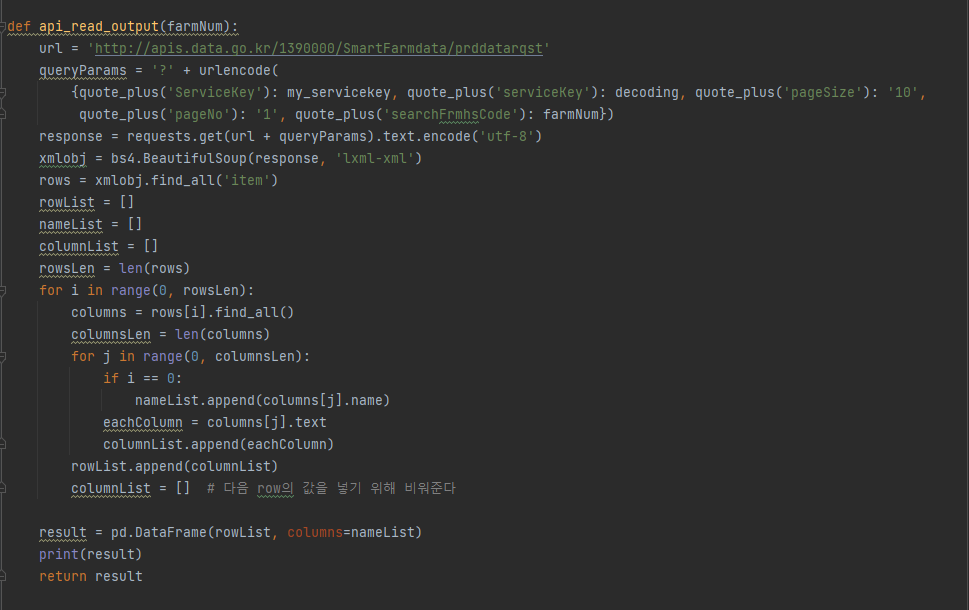 def api_read_output(farmNum):
    url = 'http://apis.data.go.kr/1390000/SmartFarmdata/prddatarqst'
    queryParams = '?' + urlencode(
        {quote_plus('ServiceKey'): my_servicekey, quote_plus('serviceKey'): decoding, quote_plus('pageSize'): '10',
         quote_plus('pageNo'): '1', quote_plus('searchFrmhsCode'): farmNum})
    response = requests.get(url + queryParams).text.encode('utf-8')
    xmlobj = bs4.BeautifulSoup(response, 'lxml-xml')
    rows = xmlobj.find_all('item')
    rowList = []
    nameList = []
    columnList = []
    rowsLen = len(rows)
    for i in range(0, rowsLen):
        columns = rows[i].find_all()
        columnsLen = len(columns)
        for j in range(0, columnsLen):
            if i == 0:
                nameList.append(columns[j].name)
            eachColumn = columns[j].text
            columnList.append(eachColumn)
        rowList.append(columnList)
        columnList = []  # 다음 row의 값을 넣기 위해 비워준다
    result = pd.DataFrame(rowList, columns=nameList)
    print(result)
    return result